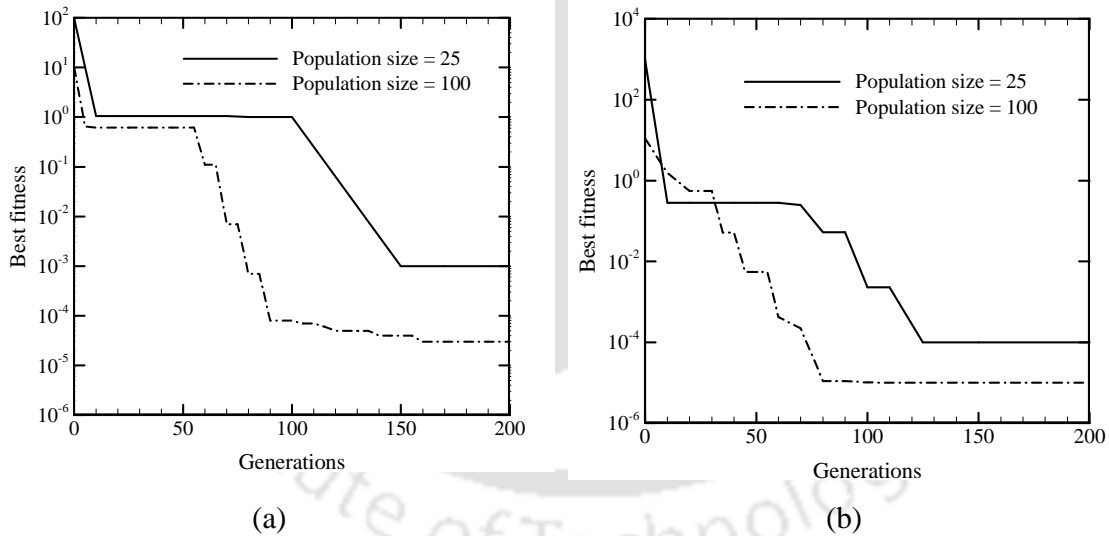 10^2
10^1
10^0
10^-1
10^-2
10^-3
10^-4
10^-5
10^-6
Best fitness
Population size = 25
Population size = 100
0 50 100 150 200
Generations
(a)
10^4
10^2
10^0
10^-2
10^-4
10^-6
Best fitness
Population size = 25
Population size = 100
0 50 100 150 200
Generations
(b)
ute of Technolog